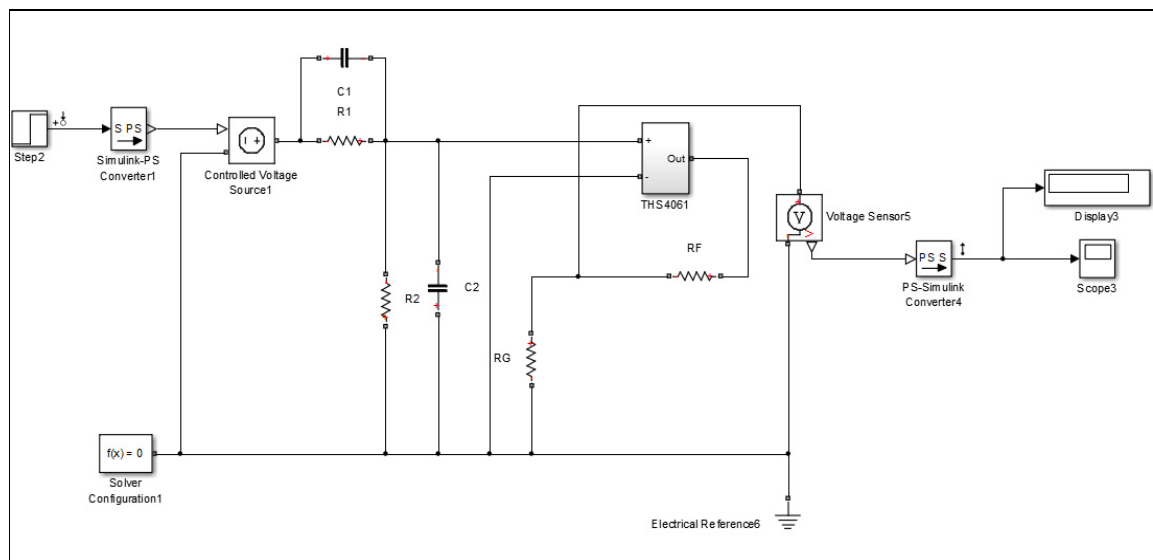 C1
R1
S PS
Step2
Simulink-PS
Converter1
Controlled Voltage
Source1
+
-
Out
THS4061
V
Voltage Sensor5
Display3
RF
PS S
PS-Simulink
Converter4
Scope3
R2
C2
RG
f(x) = 0
Solver
Configuration1
Electrical Reference6